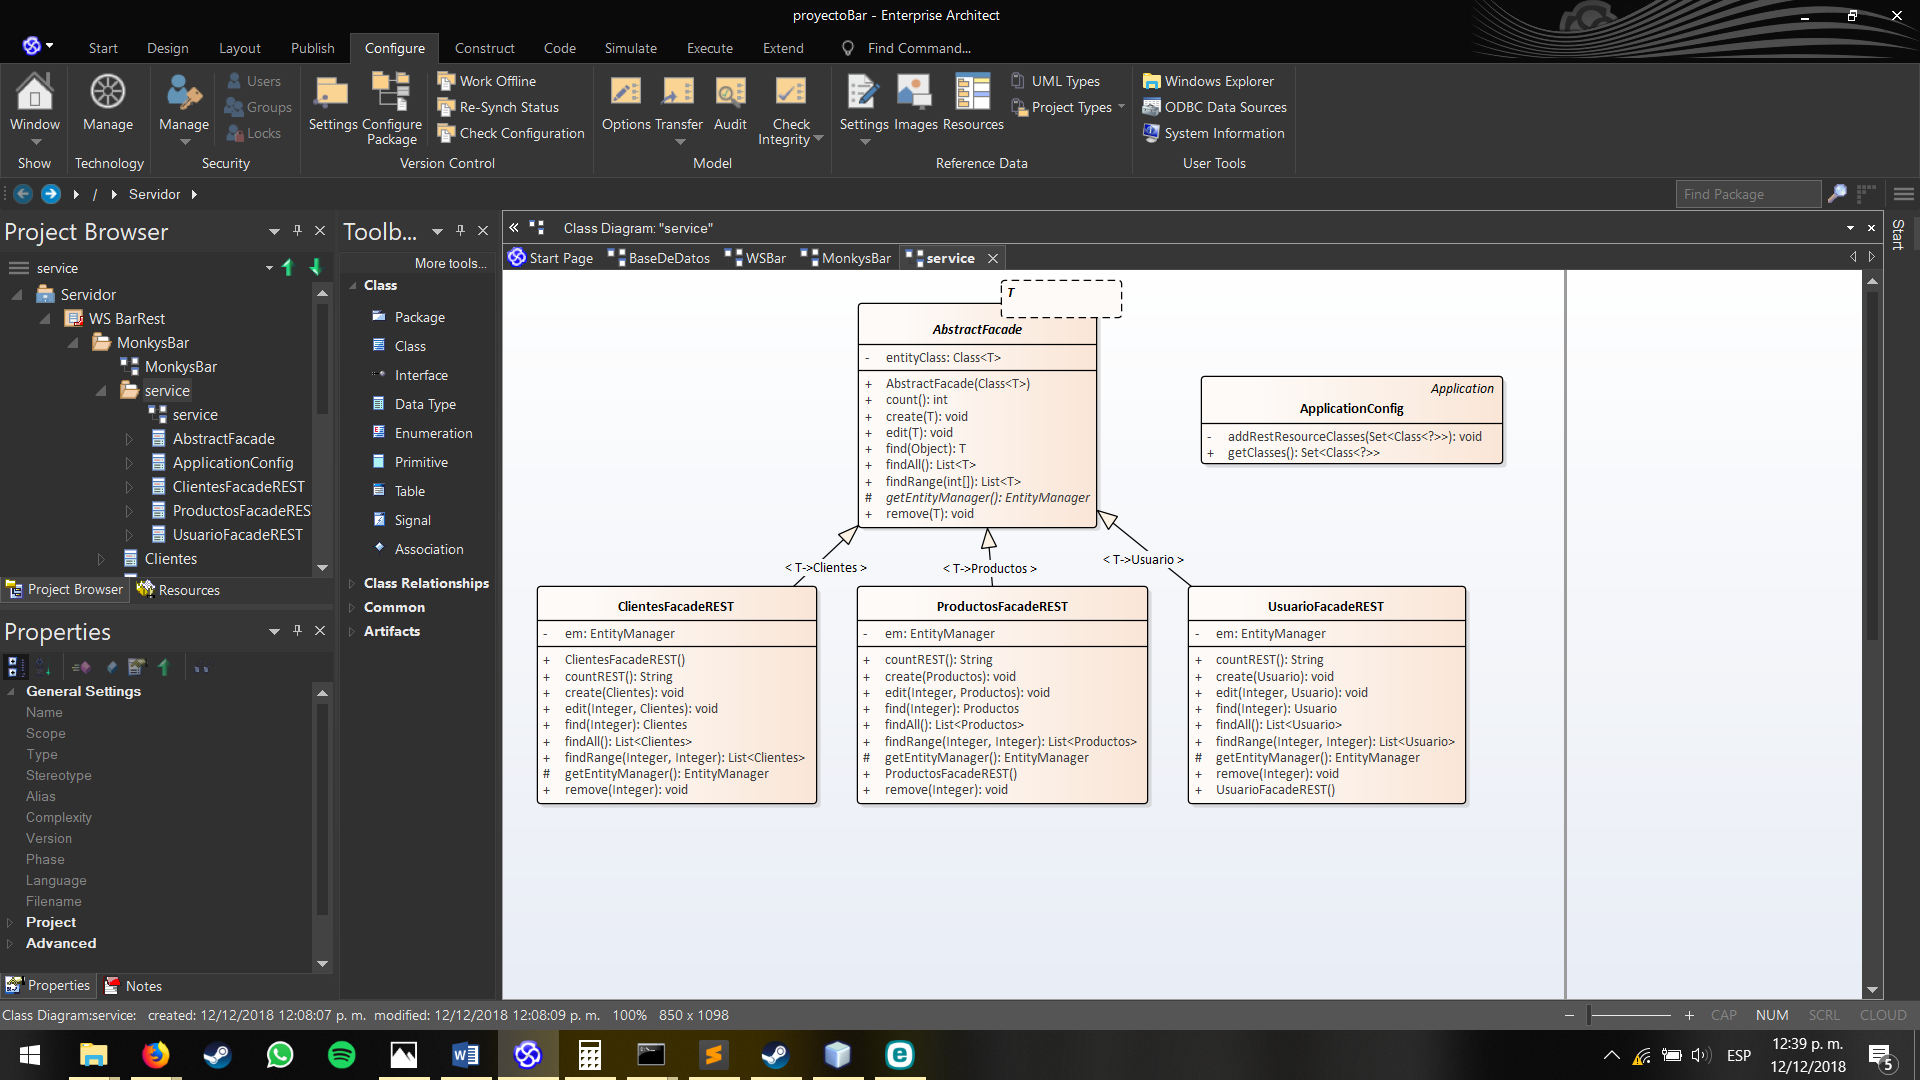 proyectoBar - Enterprise Architect
Start Design Layout Publish Configure Construct Code Simulate Execute Extend Find Command...
Window
Show
Manage
Technology
Manage
Users
Groups
Locks
Security
Settings
Configure Package
Work Offline
Re-Synch Status
Check Configuration
Version Control
Options
Transfer
Audit
Check Integrity
Model
Settings
Images
Resources
UML Types
Project Types
Reference Data
Windows Explorer
ODBC Data Sources
System Information
User Tools
/ Servidor
Find Package
Project Browser
service
Servidor
WS BarRest
MonkysBar
MonkysBar
service
service
AbstractFacade
ApplicationConfig
ClientesFacadeREST
ProductosFacadeRES
UsuarioFacadeREST
Clientes
Project Browser Resources
Properties
General Settings
Name
Scope
Type
Stereotype
Alias
Complexity
Version
Phase
Language
Filename
Project
Advanced
Properties Notes
Toolb...
More tools...
Class
Package
Class
Interface
Data Type
Enumeration
Primitive
Table
Signal
Association
Class Relationships
Common
Artifacts
Class Diagram: "service"
Start Page BaseDeDatos WSBar MonkysBar service
Start
T
AbstractFacade
- entityClass: Class<T>
+ AbstractFacade(Class<T>)
+ count(): int
+ create(T): void
+ edit(T): void
+ find(Object): T
+ findAll(): List<T>
+ findRange(int[]): List<T>
# getEntityManager(): EntityManager
+ remove(T): void
Application
ApplicationConfig
- addRestResourceClasses(Set<Class<?>>): void
+ getClasses(): Set<Class<?>>
< T->Clientes >
< T->Productos >
< T->Usuario >
ClientesFacadeREST
- em: EntityManager
+ ClientesFacadeREST()
+ countREST(): String
+ create(Clientes): void
+ edit(Integer, Clientes): void
+ find(Integer): Clientes
+ findAll(): List<Clientes>
+ findRange(Integer, Integer): List<Clientes>
# getEntityManager(): EntityManager
+ remove(Integer): void
ProductosFacadeREST
- em: EntityManager
+ countREST(): String
+ create(Productos): void
+ edit(Integer, Productos): void
+ find(Integer): Productos
+ findAll(): List<Productos>
+ findRange(Integer, Integer): List<Productos>
# getEntityManager(): EntityManager
+ ProductosFacadeREST()
+ remove(Integer): void
UsuarioFacadeREST
- em: EntityManager
+ countREST(): String
+ create(Usuario): void
+ edit(Integer, Usuario): void
+ find(Integer): Usuario
+ findAll(): List<Usuario>
+ findRange(Integer, Integer): List<Usuario>
# getEntityManager(): EntityManager
+ remove(Integer): void
+ UsuarioFacadeREST()
Class Diagram:service: created: 12/12/2018 12:08:07 p. m. modified: 12/12/2018 12:08:09 p. m. 100% 850 x 1098
CAP NUM SCRL CLOUD
ESP
12:39 p. m.
12/12/2018
5